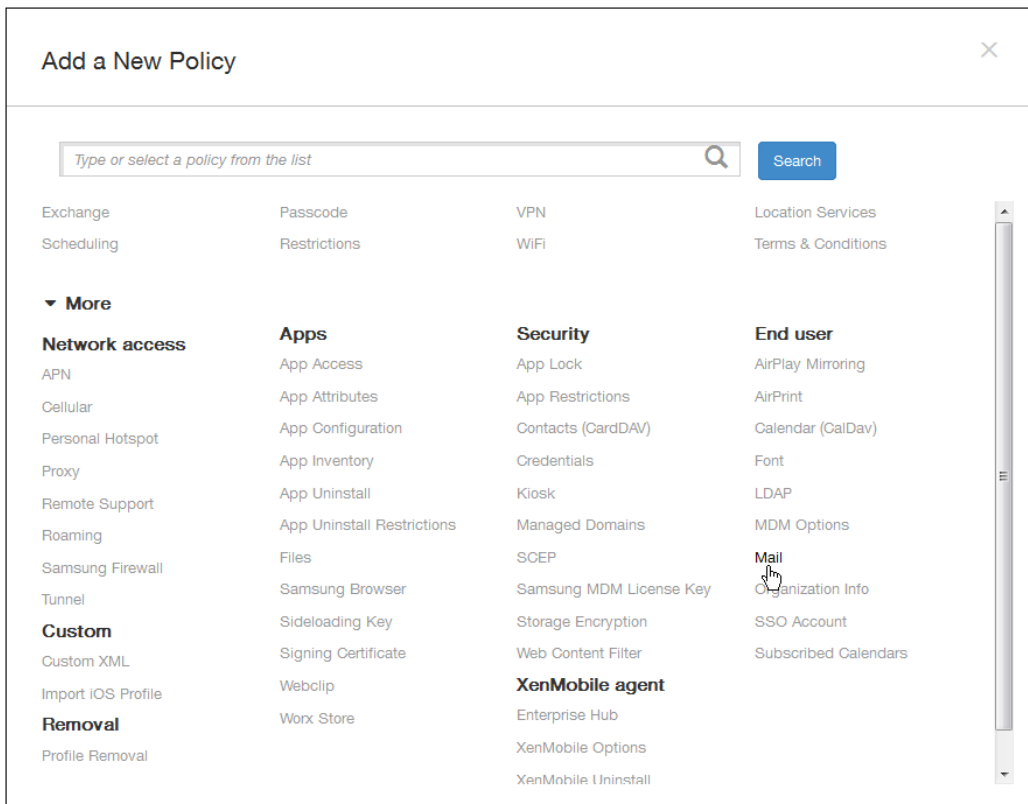 Add a New Policy
Type or select a policy from the list
Search
Exchange
Passcode
VPN
Location Services
Scheduling
Restrictions
WiFi
Terms & Conditions
More
Network access
APN
Cellular
Personal Hotspot
Proxy
Remote Support
Roaming
Samsung Firewall
Tunnel
Custom
Custom XML
Import iOS Profile
Removal
Profile Removal
Apps
App Access
App Attributes
App Configuration
App Inventory
App Uninstall
App Uninstall Restrictions
Files
Samsung Browser
Sideloading Key
Signing Certificate
Webclip
Worx Store
Security
App Lock
App Restrictions
Contacts (CardDAV)
Credentials
Kiosk
Managed Domains
SCEP
Samsung MDM License Key
Storage Encryption
Web Content Filter
XenMobile agent
Enterprise Hub
XenMobile Options
XenMobile Uninstall
End user
AirPlay Mirroring
AirPrint
Calendar (CalDav)
Font
LDAP
MDM Options
Mail
Organization Info
SSO Account
Subscribed Calendars